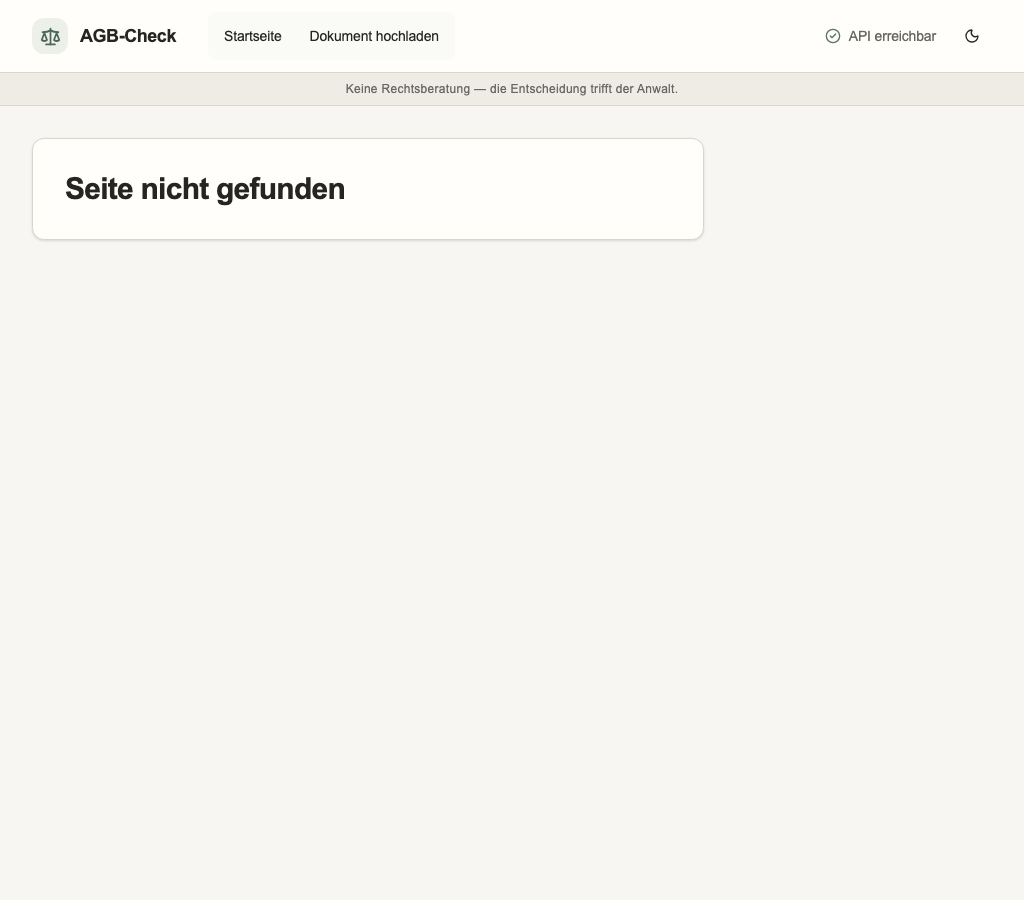 AGB-Check
Startseite
Dokument hochladen
API erreichbar
Keine Rechtsberatung — die Entscheidung trifft der Anwalt.
Seite nicht gefunden